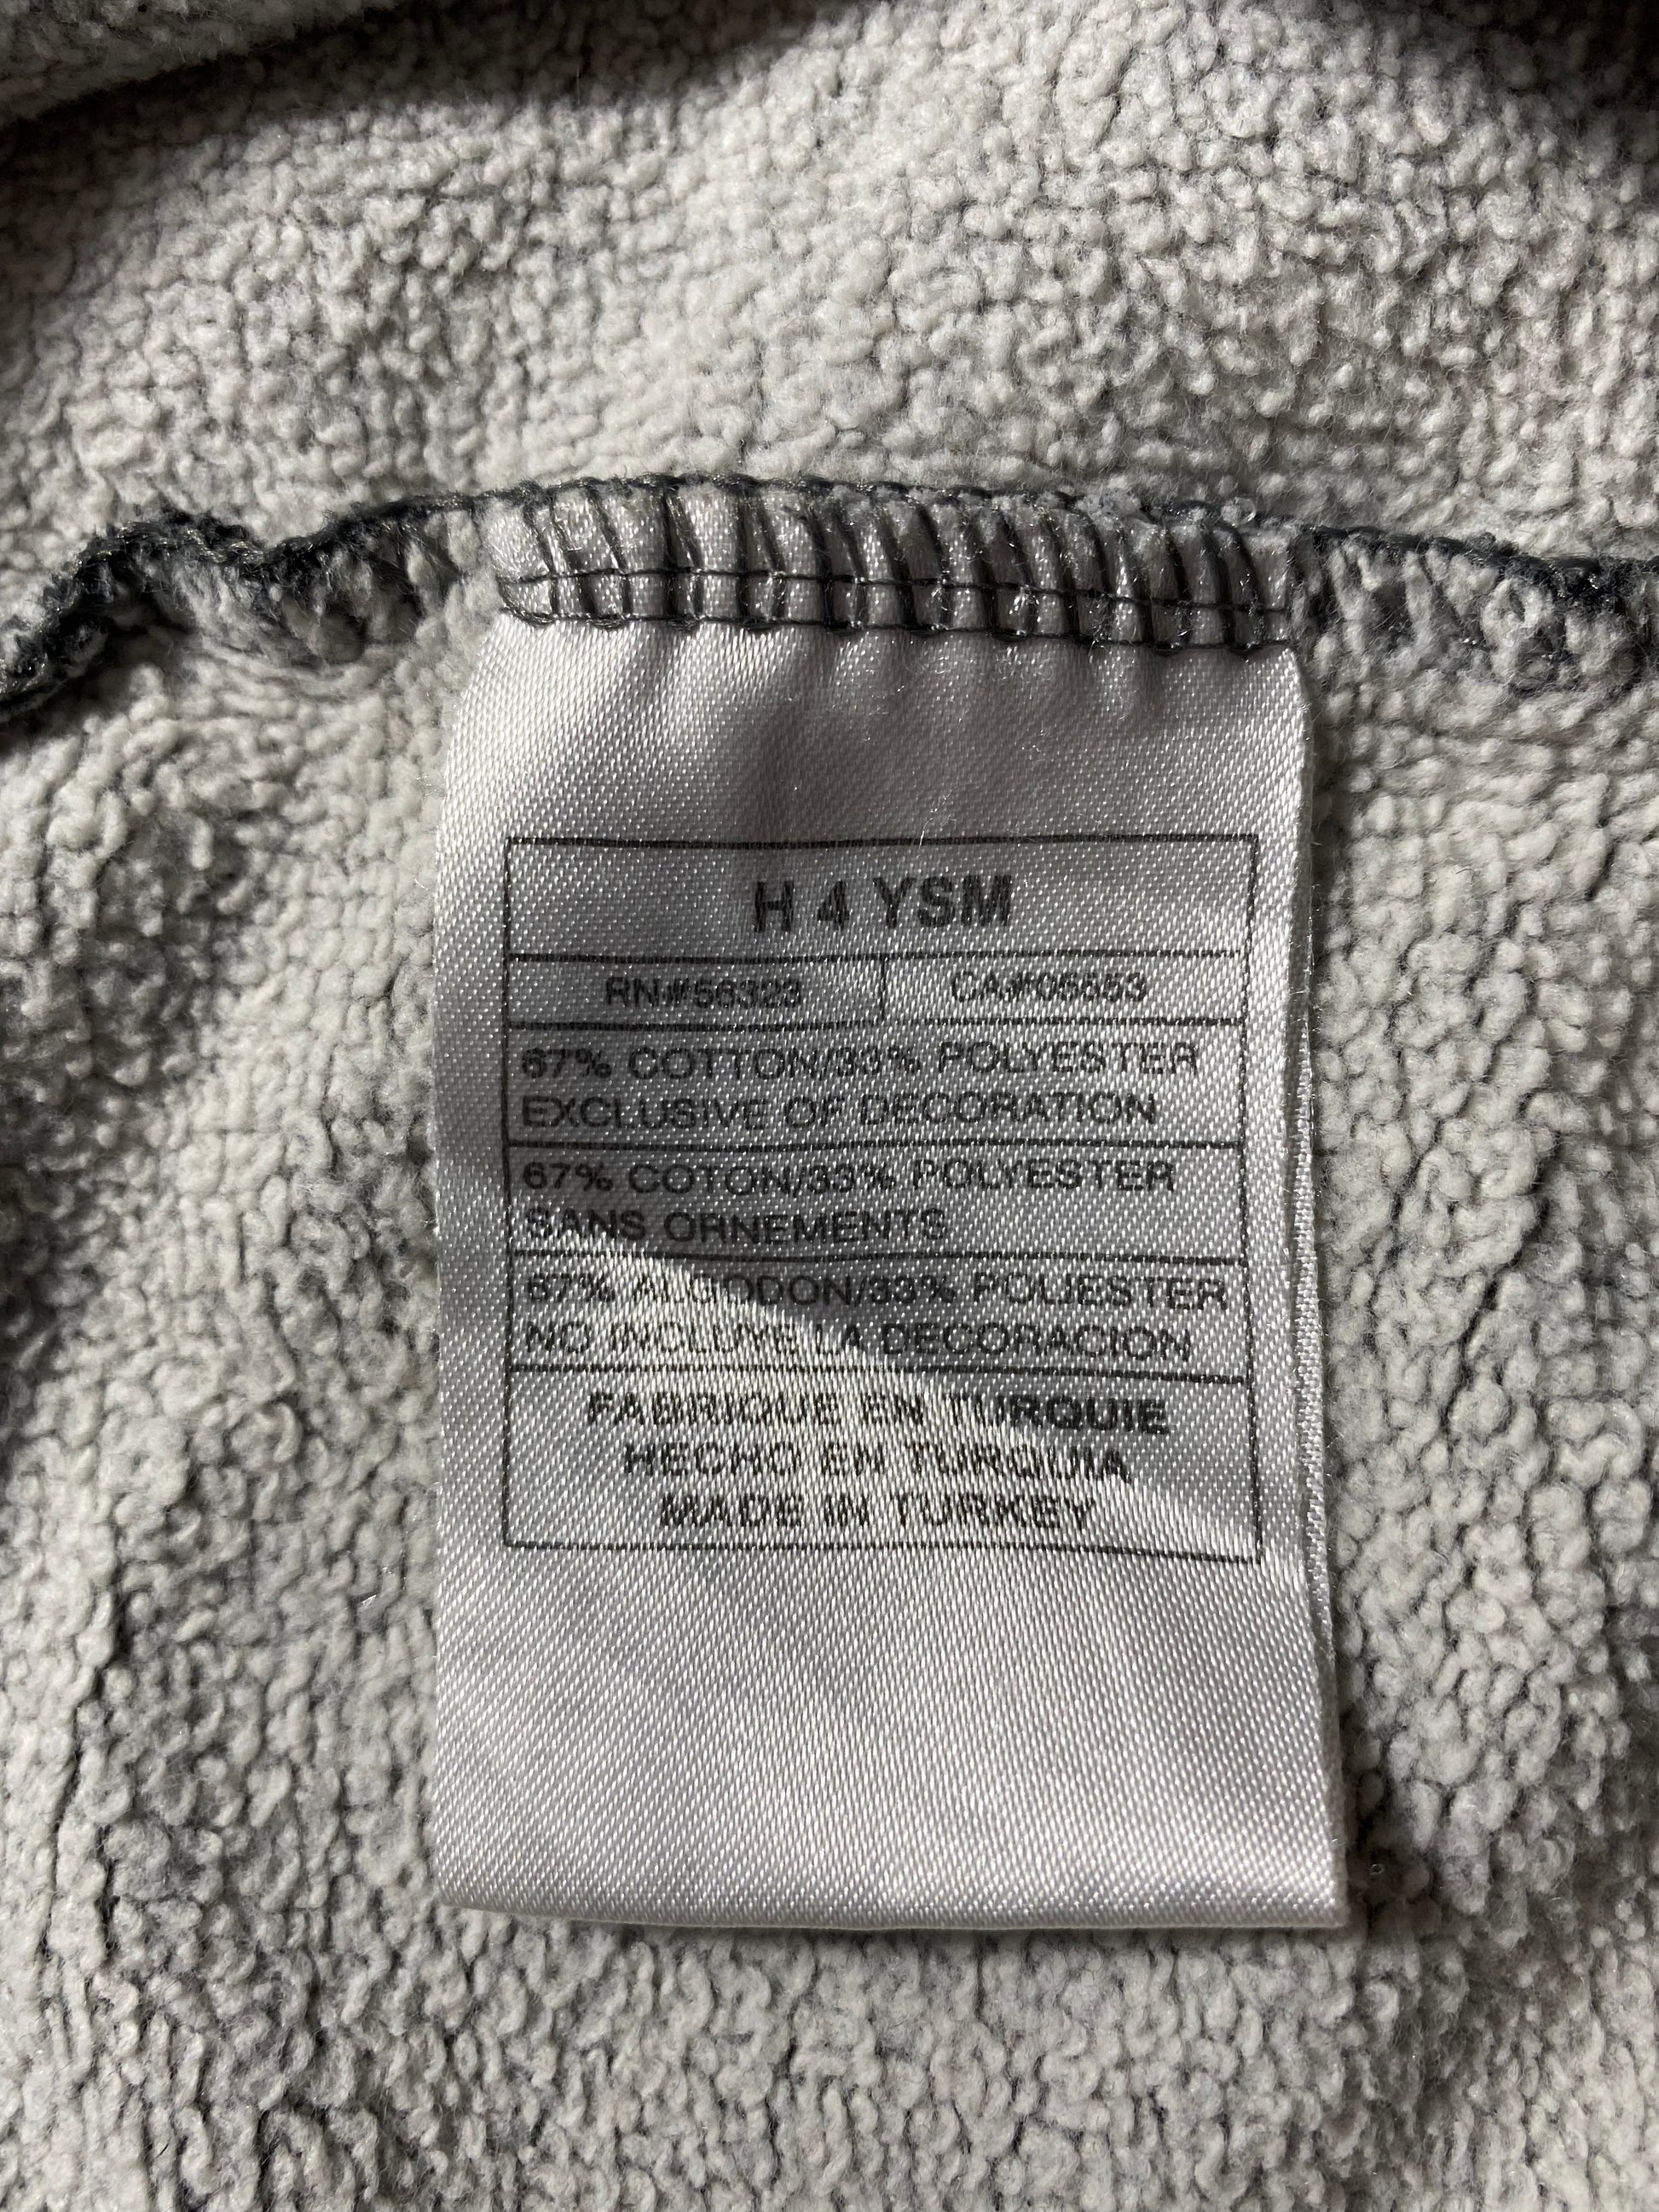 H 4 YSM
RN#56323 CA#05553
67% COTTON/33% POLYESTER
EXCLUSIVE OF DECORATION
67% COTON/33% POLYESTER
SANS ORNEMENTS
67% ALGODON/33% POLIESTER
NO INCLUYE LA DECORACION
FABRIQUE EN TURQUIE
HECHO EN TURQUIA
MADE IN TURKEY